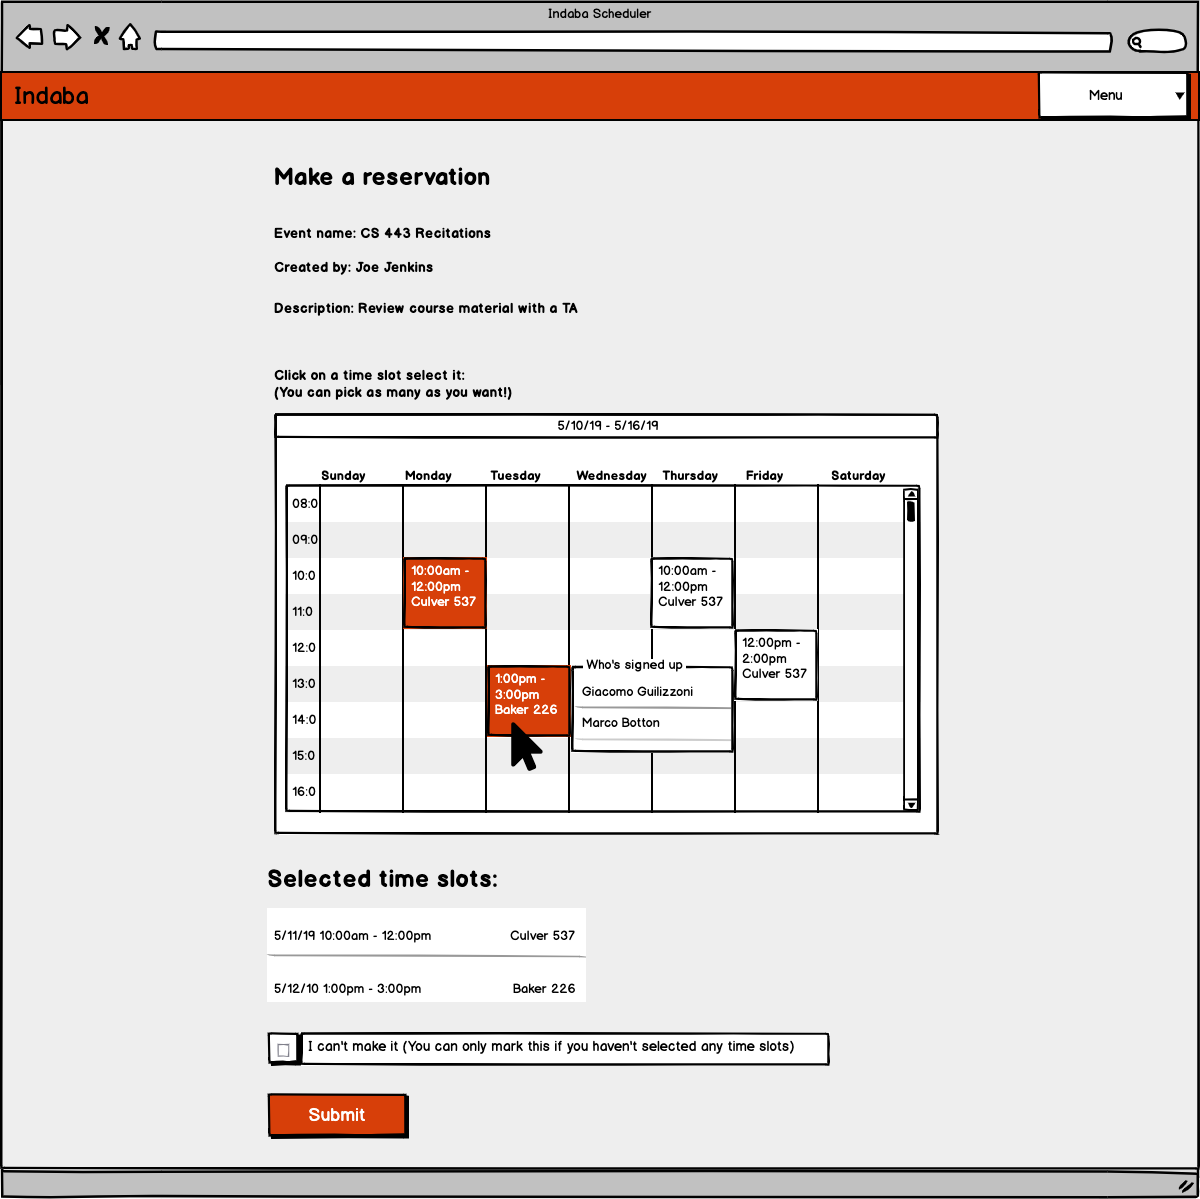 Indaba Scheduler
Indaba
Menu
Make a reservation
Event name: CS 443 Recitations
Created by: Joe Jenkins
Description: Review course material with a TA
Click on a time slot select it:
(You can pick as many as you want!)
5/10/19 - 5/16/19
Sunday Monday Tuesday Wednesday Thursday Friday Saturday
08:0
09:0
10:0
11:0
12:0
13:0
14:0
15:0
16:0
10:00am -
12:00pm
Culver 537
1:00pm -
3:00pm
Baker 226
Who's signed up
Giacomo Guilizzoni
Marco Botton
10:00am -
12:00pm
Culver 537
12:00pm -
2:00pm
Culver 537
Selected time slots:
5/11/19 10:00am - 12:00pm Culver 537
5/12/10 1:00pm - 3:00pm Baker 226
I can't make it (You can only mark this if you haven't selected any time slots)
Submit